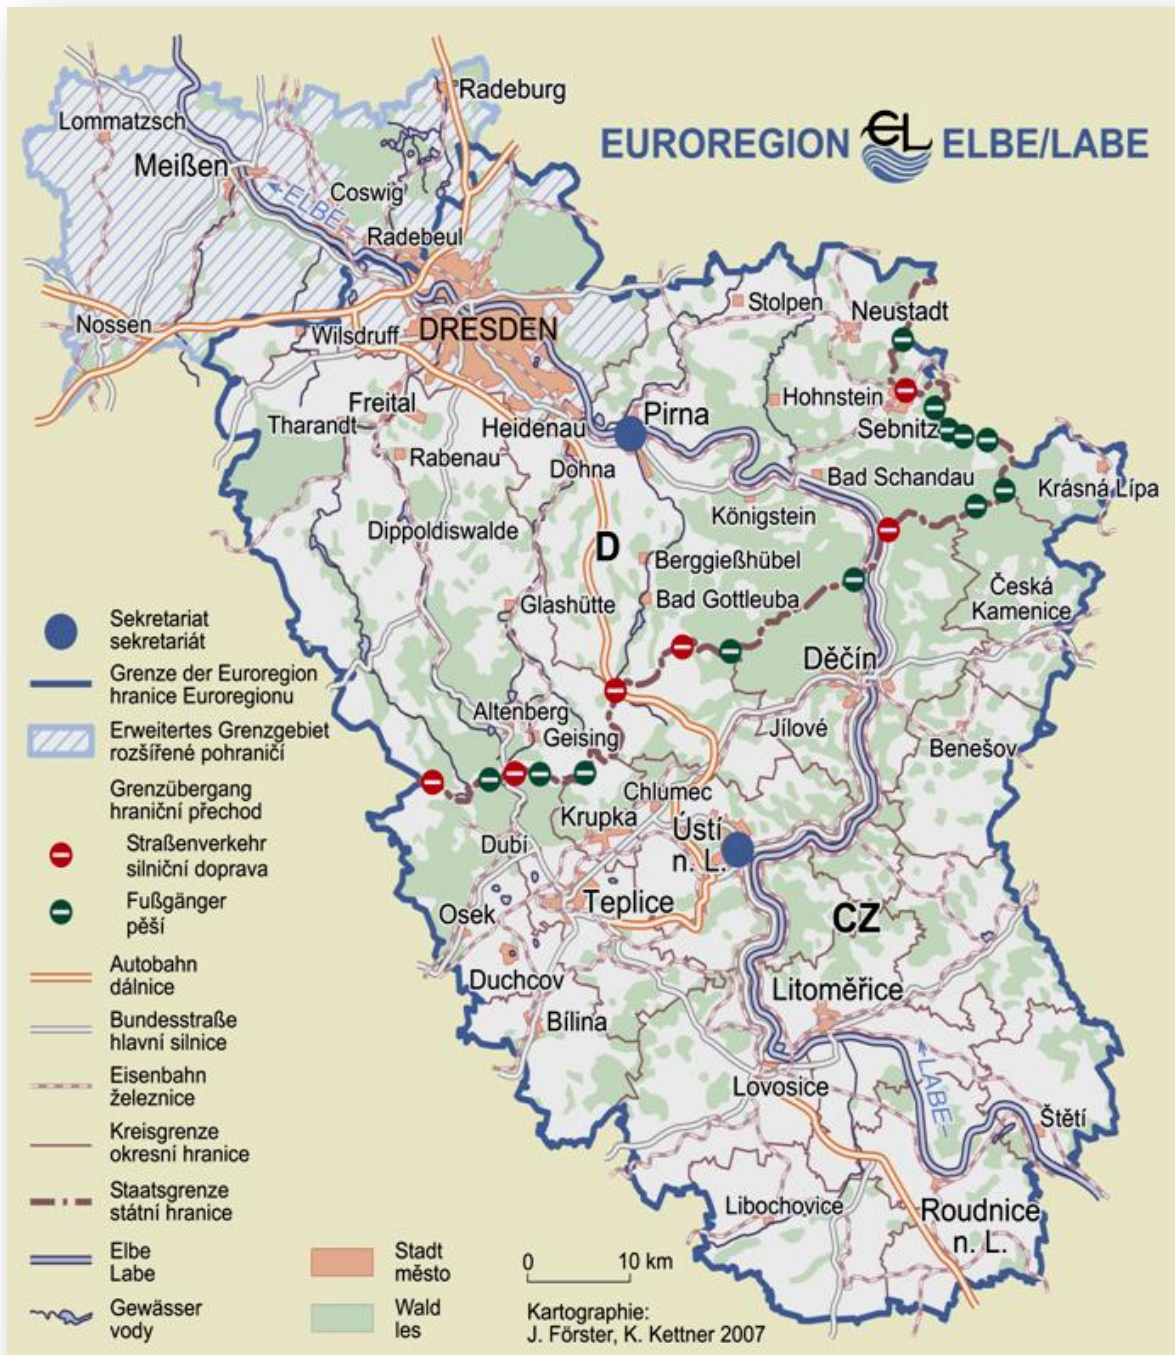 EUROREGION EL ELBE/LABE
Radeburg
Lommatzsch
Meißen
←ELBE–
Coswig
Radebeul
Stolpen
Neustadt
Nossen
Wilsdruff
DRESDEN
Hohnstein
Freital
Pirna
Tharandt
Heidenau
Sebnitz
Rabenau
Dohna
Bad Schandau
Krásná Lípa
Königstein
Dippoldiswalde
D
Berggießhübel
Česká
Kamenice
Glashütte
Bad Gottleuba
Děčín
Altenberg
Geising
Jílové
Benešov
Chlumec
Krupka
Ústí
n. L.
Dubí
Teplice
CZ
Osek
Duchcov
Litoměřice
Bílina
Lovosice
←LABE–
Štětí
Libochovice
Roudnice
n. L.
Sekretariat
sekretariát
Grenze der Euroregion
hranice Euroregionu
Erweitertes Grenzgebiet
rozšířené pohraničí
Grenzübergang
hraniční přechod
Straßenverkehr
silniční doprava
Fußgänger
pěší
Autobahn
dálnice
Bundesstraße
hlavní silnice
Eisenbahn
železnice
Kreisgrenze
okresní hranice
Staatsgrenze
státní hranice
Elbe
Labe
Gewässer
vody
Stadt
město
Wald
les
0 10 km
Kartographie:
J. Förster, K. Kettner 2007